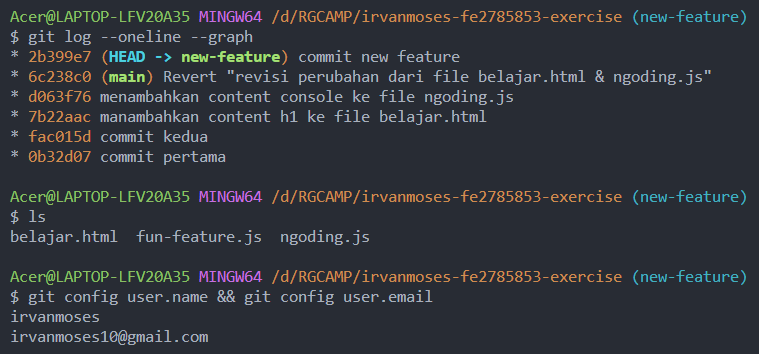 Acer@LAPTOP-LFV20A35 MINGW64 /d/RGCAMP/irvanmoses-fe2785853-exercise (new-feature)
$ git log --oneline --graph
* 2b399e7 (HEAD -> new-feature) commit new feature
* 6c238c0 (main) Revert "revisi perubahan dari file belajar.html & ngoding.js"
* d063f76 menambahkan content console ke file ngoding.js
* 7b22aac manambahkan content h1 ke file belajar.html
* fac015d commit kedua
* 0b32d07 commit pertama
Acer@LAPTOP-LFV20A35 MINGW64 /d/RGCAMP/irvanmoses-fe2785853-exercise (new-feature)
$ ls
belajar.html  fun-feature.js  ngoding.js
Acer@LAPTOP-LFV20A35 MINGW64 /d/RGCAMP/irvanmoses-fe2785853-exercise (new-feature)
$ git config user.name && git config user.email
irvanmoses
irvanmoses10@gmail.com